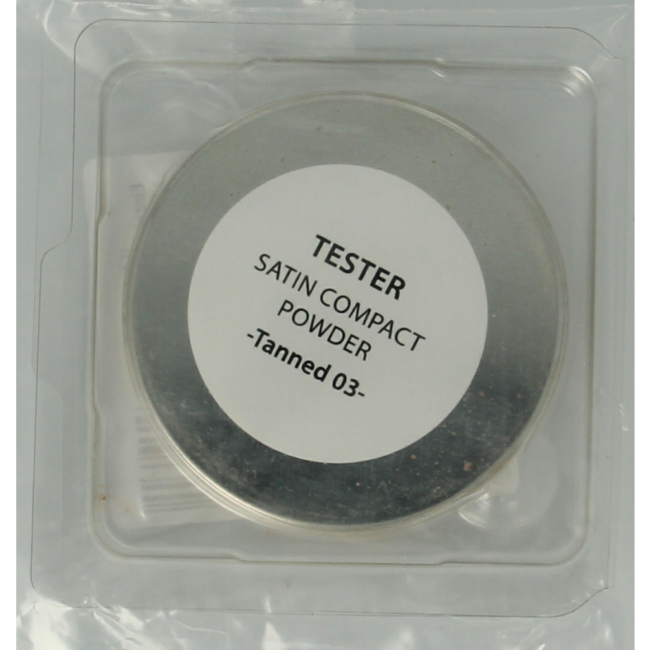 TESTER
SATIN COMPACT
POWDER
-Tanned 03-